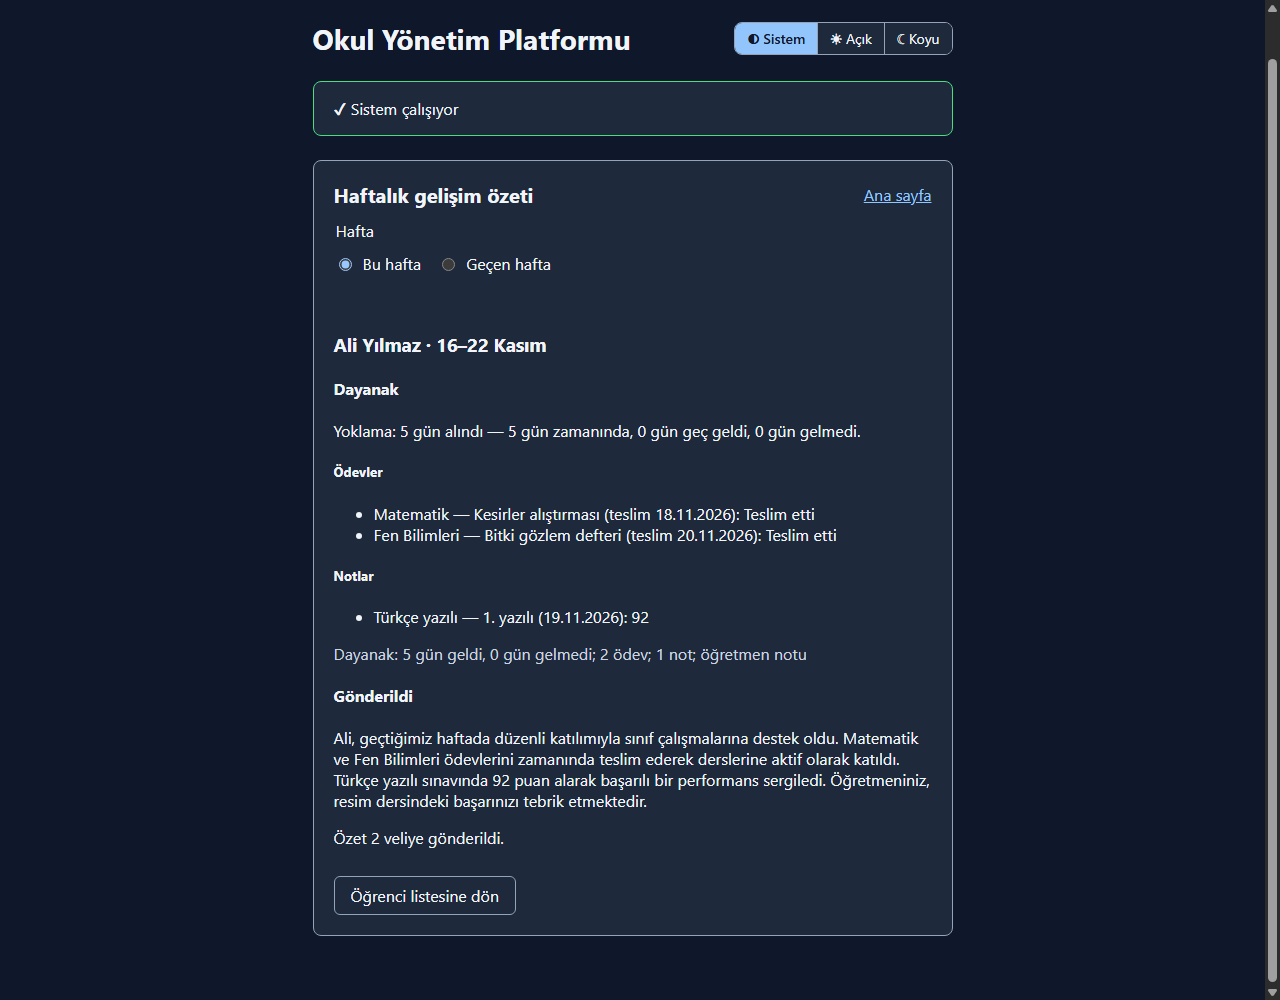 Okul Yönetim Platformu
◐ Sistem
☀ Açık
☾ Koyu
✔ Sistem çalışıyor
Haftalık gelişim özeti
Ana sayfa
Hafta
Bu hafta
Geçen hafta
Ali Yılmaz · 16–22 Kasım
Dayanak
Yoklama: 5 gün alındı — 5 gün zamanında, 0 gün geç geldi, 0 gün gelmedi.
Ödevler
• Matematik — Kesirler alıştırması (teslim 18.11.2026): Teslim etti
• Fen Bilimleri — Bitki gözlem defteri (teslim 20.11.2026): Teslim etti
Notlar
• Türkçe yazılı — 1. yazılı (19.11.2026): 92
Dayanak: 5 gün geldi, 0 gün gelmedi; 2 ödev; 1 not; öğretmen notu
Gönderildi
Ali, geçtiğimiz haftada düzenli katılımıyla sınıf çalışmalarına destek oldu. Matematik
ve Fen Bilimleri ödevlerini zamanında teslim ederek derslerine aktif olarak katıldı.
Türkçe yazılı sınavında 92 puan alarak başarılı bir performans sergiledi. Öğretmeniniz,
resim dersindeki başarınızı tebrik etmektedir.
Özet 2 veliye gönderildi.
Öğrenci listesine dön